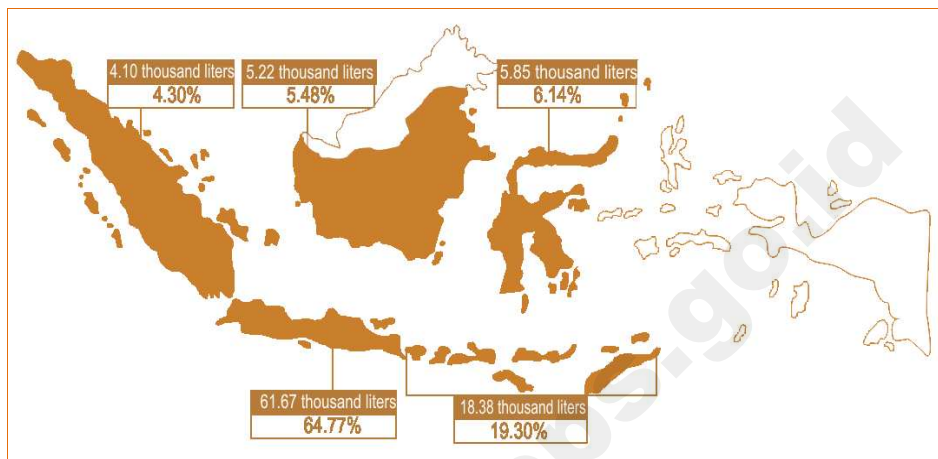 4.10 thousand liters
4.30%
5.22 thousand liters
5.48%
5.85 thousand liters
6.14%
61.67 thousand liters
64.77%
18.38 thousand liters
19.30%
bps.go.id